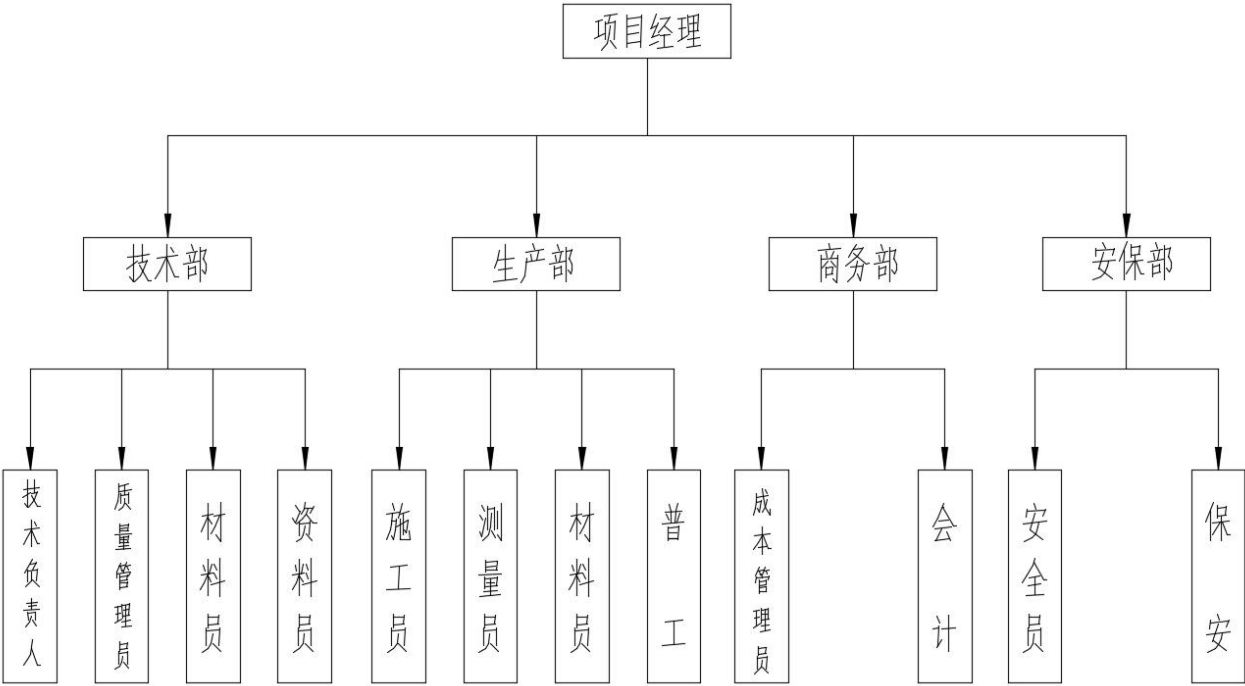 项目经理
技术部
生产部
商务部
安保部
技术负责人
质量管理员
材料员
资料员
施工员
测量员
材料员
普工
成本管理员
会计
安全员
保安